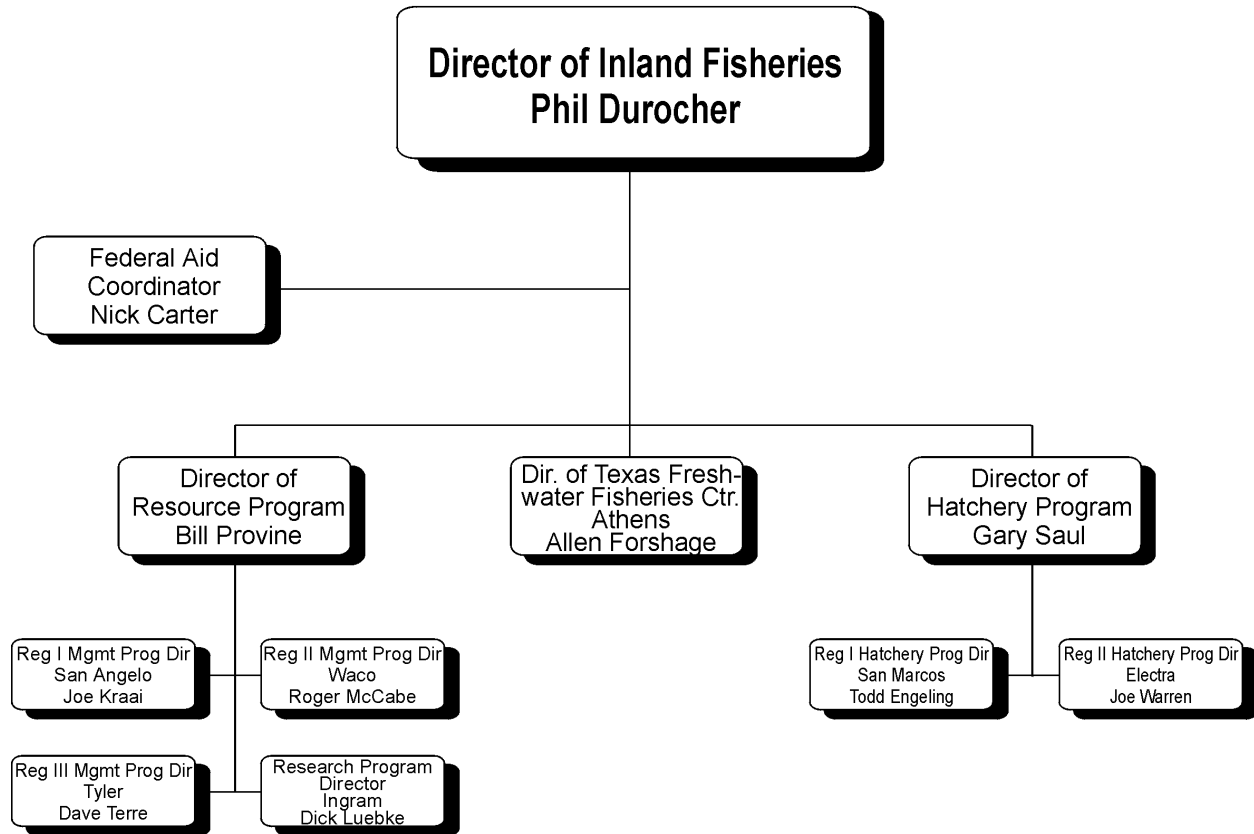 Director of Inland Fisheries
Phil Durocher
Federal Aid
Coordinator
Nick Carter
Director of
Resource Program
Bill Provine
Dir. of Texas Fresh-
water Fisheries Ctr.
Athens
Allen Forshage
Director of
Hatchery Program
Gary Saul
Reg I Mgmt Prog Dir
San Angelo
Joe Kraai
Reg II Mgmt Prog Dir
Waco
Roger McCabe
Reg I Hatchery Prog Dir
San Marcos
Todd Engeling
Reg II Hatchery Prog Dir
Electra
Joe Warren
Reg III Mgmt Prog Dir
Tyler
Dave Terre
Research Program
Director
Ingram
Dick Luebke